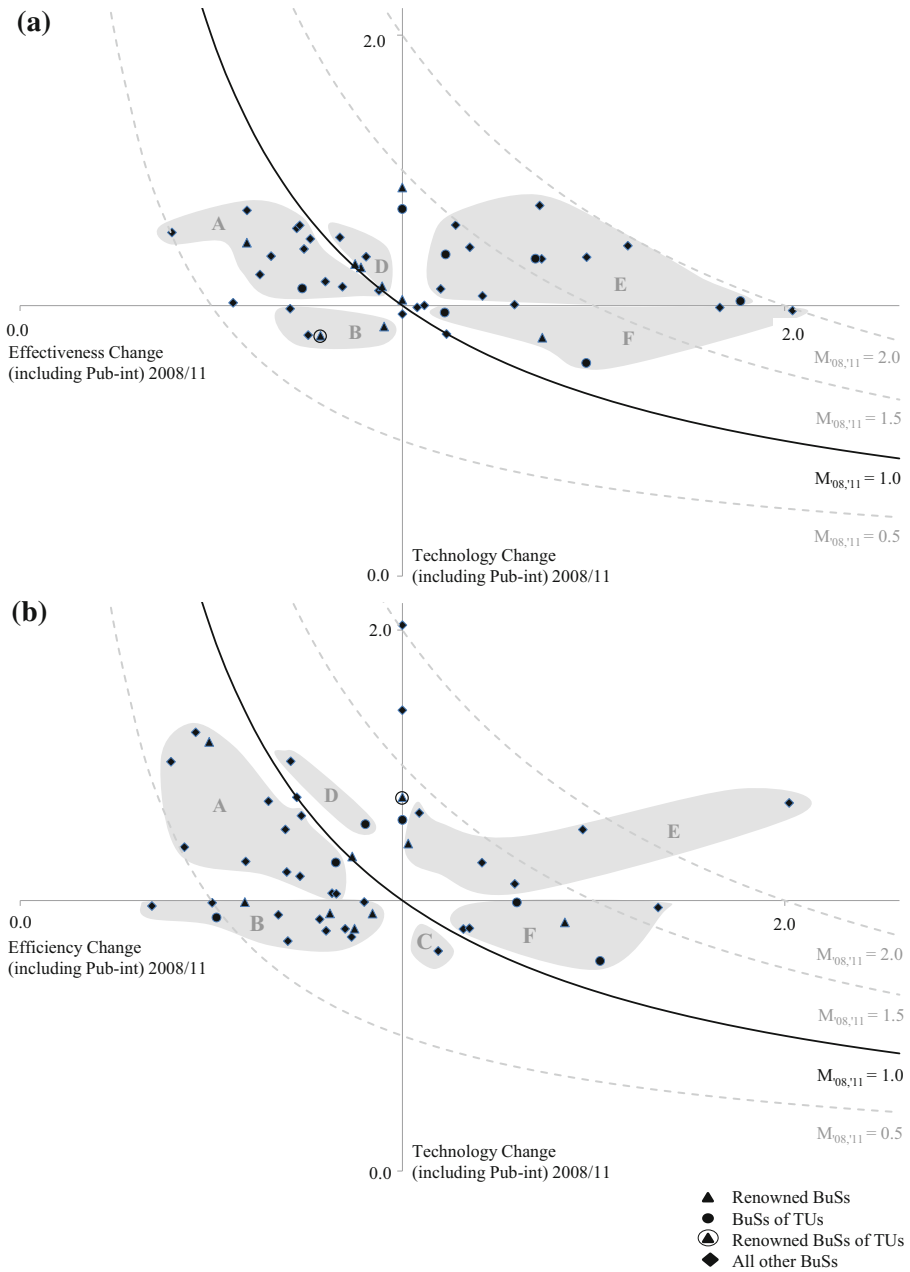 (a)
2.0
A
D
E
B
F
0.0
2.0
Effectiveness Change
(including Pub-int) 2008/11
M'08,'11 = 2.0
M'08,'11 = 1.5
M'08,'11 = 1.0
M'08,'11 = 0.5
Technology Change
0.0 (including Pub-int) 2008/11
(b)
2.0
D
A
E
B
C
F
0.0
2.0
Efficiency Change
(including Pub-int) 2008/11
M'08,'11 = 2.0
M'08,'11 = 1.5
M'08,'11 = 1.0
M'08,'11 = 0.5
Technology Change
0.0 (including Pub-int) 2008/11
Renowned BuSs
BuSs of TUs
Renowned BuSs of TUs
All other BuSs